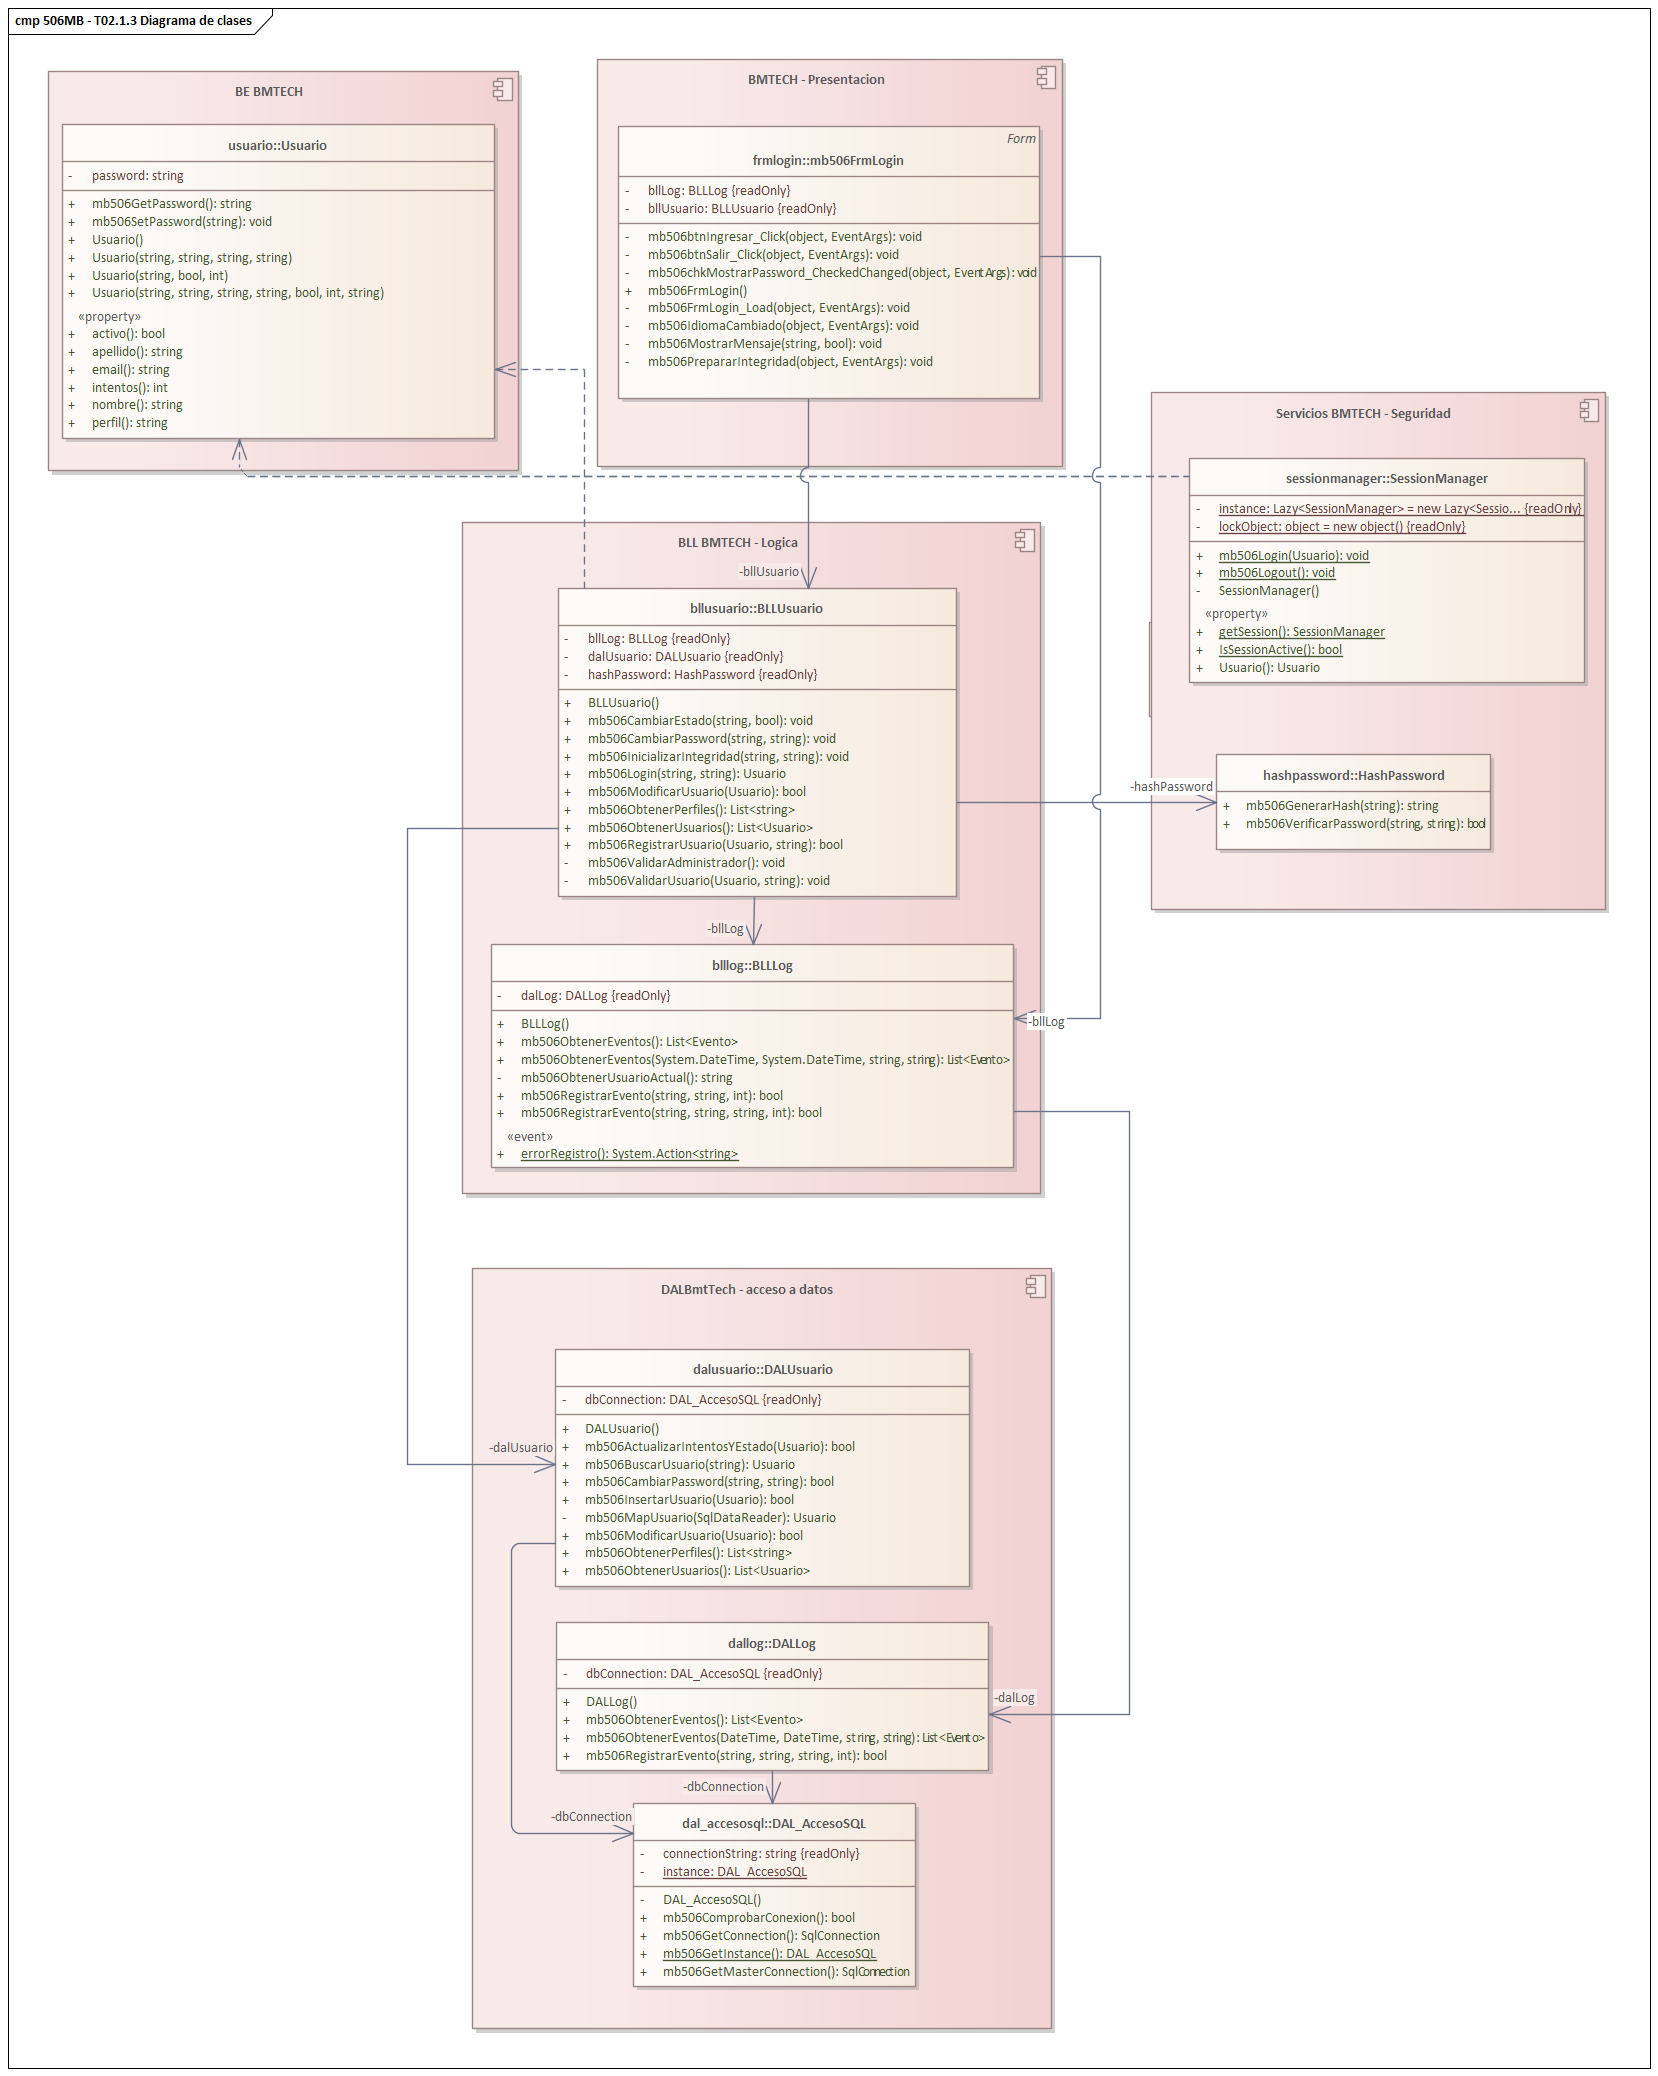 cmp 506MB - T02.1.3 Diagrama de clases
BE BMTECH
usuario::Usuario
- password: string
+ mb506GetPassword(): string
+ mb506SetPassword(string): void
+ Usuario()
+ Usuario(string, string, string, string)
+ Usuario(string, bool, int)
+ Usuario(string, string, string, string, bool, int, string)
«property»
+ activo(): bool
+ apellido(): string
+ email(): string
+ intentos(): int
+ nombre(): string
+ perfil(): string
BMTECH - Presentacion
Form
frmlogin::mb506FrmLogin
- bllLog: BLLLog {readOnly}
- bllUsuario: BLLUsuario {readOnly}
- mb506btnIngresar_Click(object, EventArgs): void
- mb506btnSalir_Click(object, EventArgs): void
- mb506chkMostrarPassword_CheckedChanged(object, EventArgs): void
+ mb506FrmLogin()
- mb506FrmLogin_Load(object, EventArgs): void
- mb506IdiomaCambiado(object, EventArgs): void
- mb506MostrarMensaje(string, bool): void
- mb506PrepararIntegridad(object, EventArgs): void
Servicios BMTECH - Seguridad
sessionmanager::SessionManager
- instance: Lazy<SessionManager> = new Lazy<Sessio... {readOnly}
- lockObject: object = new object() {readOnly}
+ mb506Login(Usuario): void
+ mb506Logout(): void
- SessionManager()
«property»
+ getSession(): SessionManager
+ IsSessionActive(): bool
+ Usuario(): Usuario
hashpassword::HashPassword
+ mb506GenerarHash(string): string
+ mb506VerificarPassword(string, string): bool
-hashPassword
BLL BMTECH - Logica
-bllUsuario
bllusuario::BLLUsuario
- bllLog: BLLLog {readOnly}
- dalUsuario: DALUsuario {readOnly}
- hashPassword: HashPassword {readOnly}
+ BLLUsuario()
+ mb506CambiarEstado(string, bool): void
+ mb506CambiarPassword(string, string): void
+ mb506InicializarIntegridad(string, string): void
+ mb506Login(string, string): Usuario
+ mb506ModificarUsuario(Usuario): bool
+ mb506ObtenerPerfiles(): List<string>
+ mb506ObtenerUsuarios(): List<Usuario>
+ mb506RegistrarUsuario(Usuario, string): bool
- mb506ValidarAdministrador(): void
- mb506ValidarUsuario(Usuario, string): void
-bllLog
blllog::BLLLog
- dalLog: DALLog {readOnly}
+ BLLLog()
+ mb506ObtenerEventos(): List<Evento>
+ mb506ObtenerEventos(System.DateTime, System.DateTime, string, string): List<Evento>
- mb506ObtenerUsuarioActual(): string
+ mb506RegistrarEvento(string, string, int): bool
+ mb506RegistrarEvento(string, string, string, int): bool
«event»
+ errorRegistro(): System.Action<string>
-bllLog
DALBmtTech - acceso a datos
dalusuario::DALUsuario
- dbConnection: DAL_AccesoSQL {readOnly}
+ DALUsuario()
+ mb506ActualizarIntentosYEstado(Usuario): bool
+ mb506BuscarUsuario(string): Usuario
+ mb506CambiarPassword(string, string): bool
+ mb506InsertarUsuario(Usuario): bool
- mb506MapUsuario(SqlDataReader): Usuario
+ mb506ModificarUsuario(Usuario): bool
+ mb506ObtenerPerfiles(): List<string>
+ mb506ObtenerUsuarios(): List<Usuario>
-dalUsuario
dallog::DALLog
- dbConnection: DAL_AccesoSQL {readOnly}
+ DALLog()
+ mb506ObtenerEventos(): List<Evento>
+ mb506ObtenerEventos(DateTime, DateTime, string, string): List<Evento>
+ mb506RegistrarEvento(string, string, string, int): bool
-dalLog
-dbConnection
-dbConnection
dal_accesosql::DAL_AccesoSQL
- connectionString: string {readOnly}
- instance: DAL_AccesoSQL
- DAL_AccesoSQL()
+ mb506ComprobarConexion(): bool
+ mb506GetConnection(): SqlConnection
+ mb506GetInstance(): DAL_AccesoSQL
+ mb506GetMasterConnection(): SqlConnection